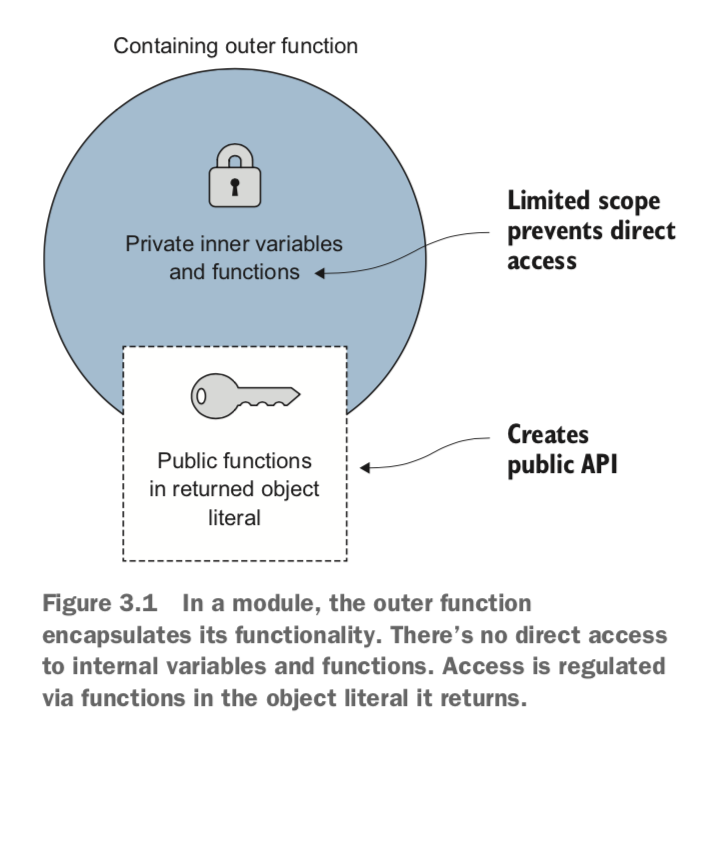 Containing outer function
Private inner variables
and functions
Limited scope
prevents direct
access
Public functions
in returned object
literal
Creates
public API
Figure 3.1 In a module, the outer function
encapsulates its functionality. There’s no direct access
to internal variables and functions. Access is regulated
via functions in the object literal it returns.